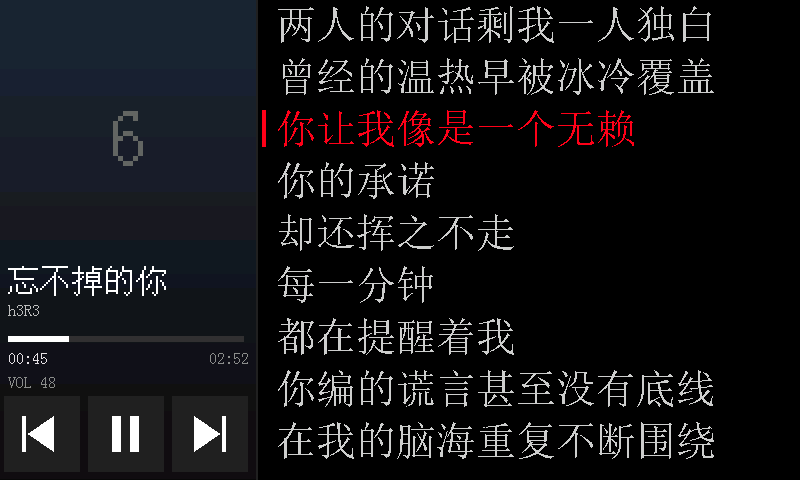 6
忘不掉的你
h3R3
00:45 02:52
VOL 48
两人的对话剩我一人独白
曾经的温热早被冰冷覆盖
你让我像是一个无赖
你的承诺
却还挥之不走
每一分钟
都在提醒着我
你编的谎言甚至没有底线
在我的脑海重复不断围绕